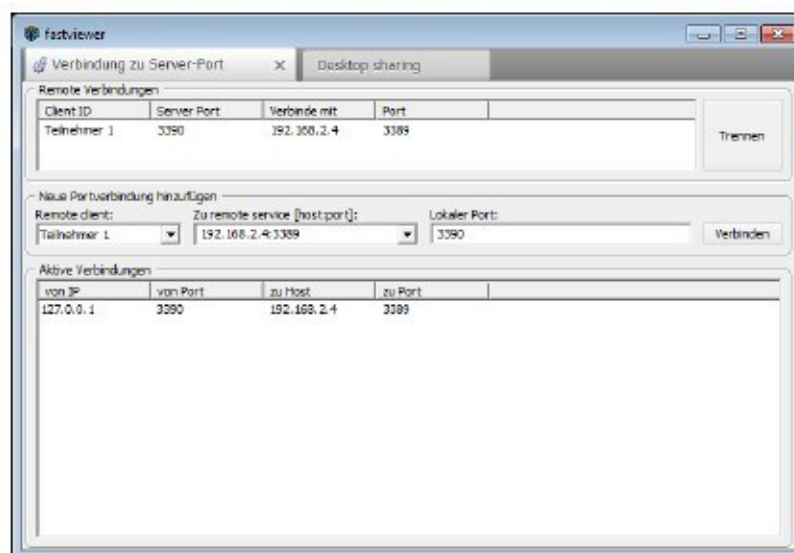 fastviewer
Verbindung zu Server-Port
Desktop sharing
Remote Verbindungen
Client ID Server Port Verbinde mit Port
Teilnehmer 1 3390 192.168.2.4 3389
Trennen
Neue Portverbindung hinzufügen
Remote client: Zu remote service [host:port]: Lokaler Port:
Teilnehmer 1 192.168.2.4:3389 3390 Verbinden
Aktive Verbindungen
von IP von Port zu Host zu Port
127.0.0.1 3390 192.168.2.4 3389